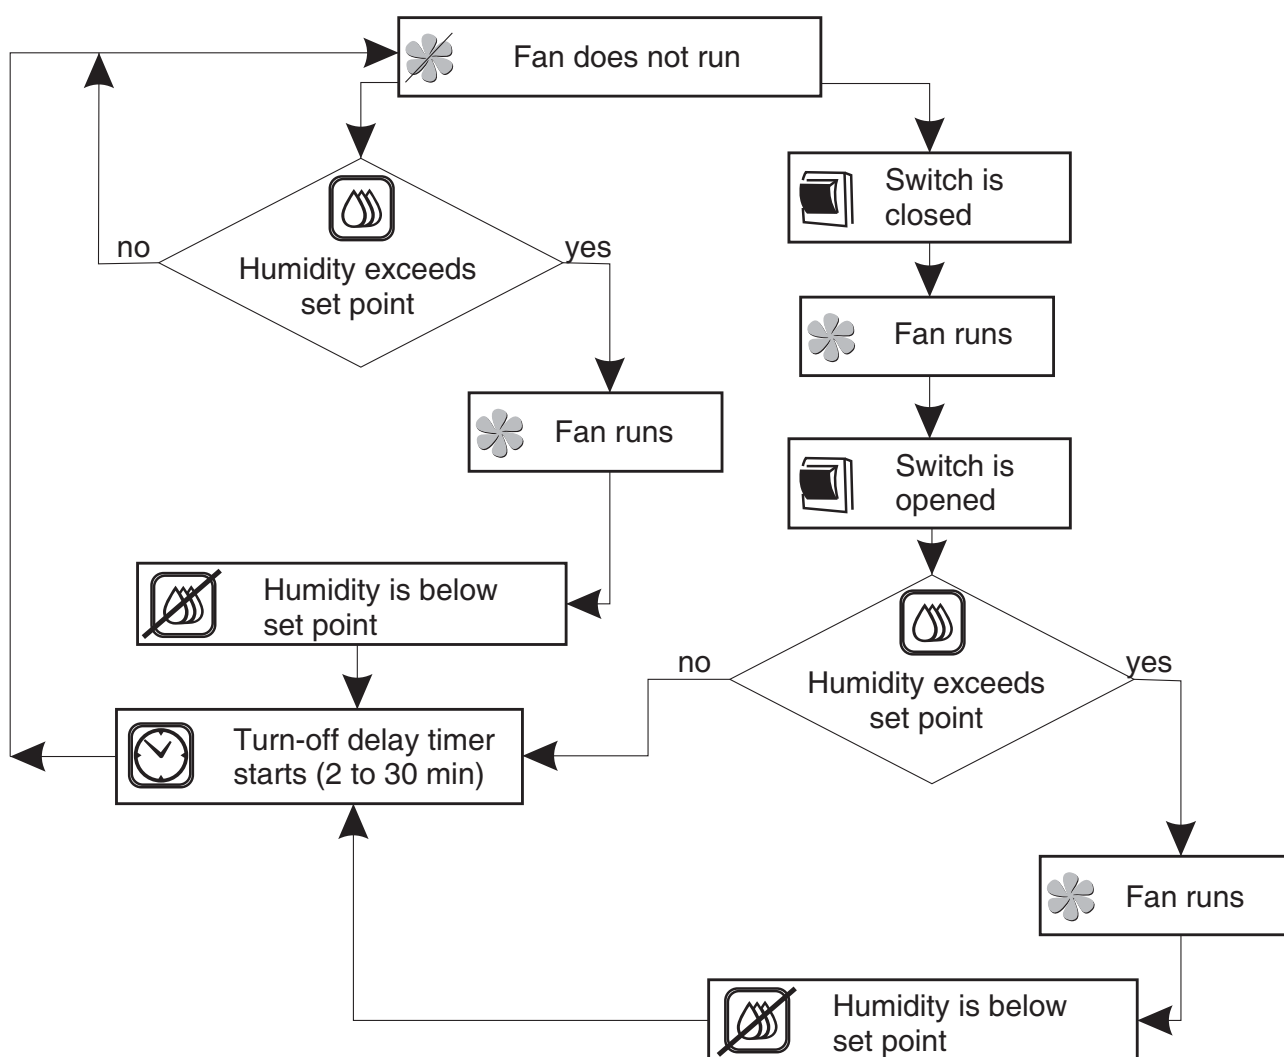 Fan does not run
Switch is
closed
no
yes
Humidity exceeds
set point
Fan runs
Fan runs
Switch is
opened
Humidity is below
set point
no
yes
Humidity exceeds
set point
Turn-off delay timer
starts (2 to 30 min)
Fan runs
Humidity is below
set point